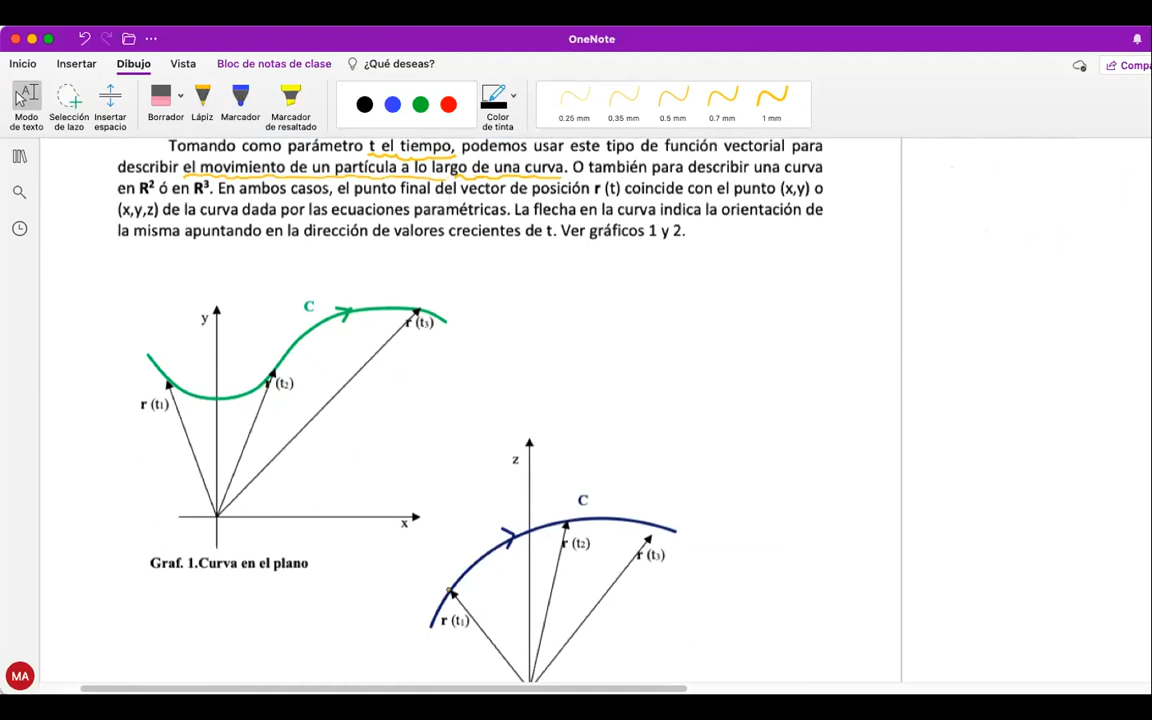 OneNote
Inicio Insertar Dibujo Vista Bloc de notas de clase ¿Qué deseas?
Modo de texto
Selección de lazo
Insertar espacio
Borrador
Lápiz
Marcador
Marcador de resaltado
Color de tinta
0.25 mm 0.35 mm 0.5 mm 0.7 mm 1 mm
Tomando como parámetro t el tiempo, podemos usar este tipo de función vectorial para
describir el movimiento de un partícula a lo largo de una curva. O también para describir una curva
en R² ó en R³. En ambos casos, el punto final del vector de posición r (t) coincide con el punto (x,y) o
(x,y,z) de la curva dada por las ecuaciones paramétricas. La flecha en la curva indica la orientación de
la misma apuntando en la dirección de valores crecientes de t. Ver gráficos 1 y 2.
C
y
r (t3)
r (t2)
r (t1)
x
Graf. 1.Curva en el plano
z
C
r (t2)
r (t3)
r (t1)
MA